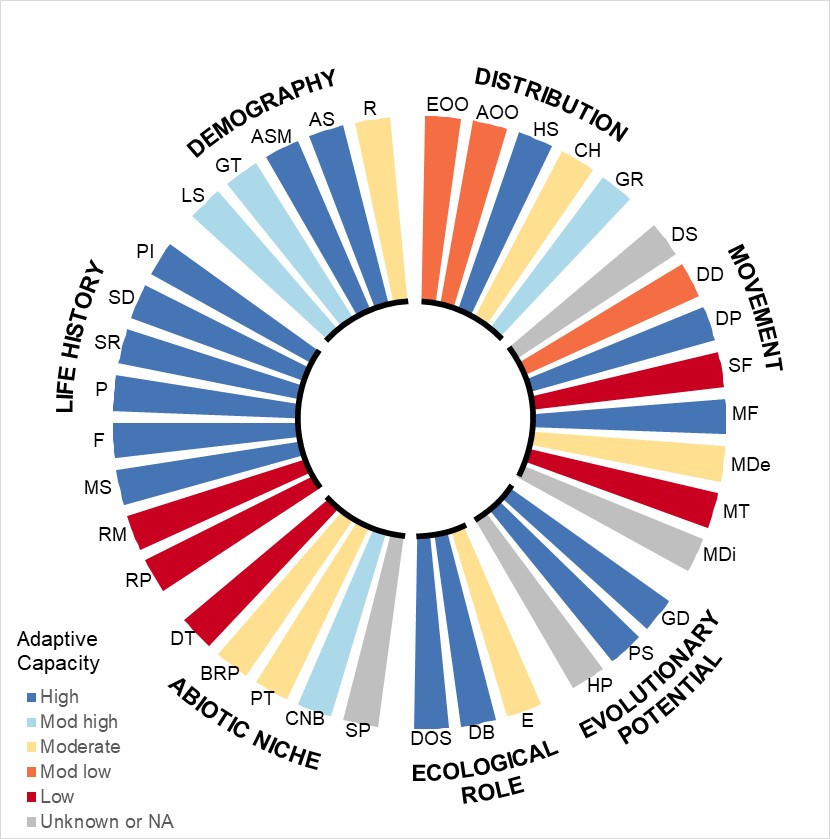 DEMOGRAPHY
DISTRIBUTION
MOVEMENT
EVOLUTIONARY
POTENTIAL
ECOLOGICAL
ROLE
ABIOTIC NICHE
LIFE HISTORY
EOO
AOO
HS
CH
GR
DS
DD
DP
SF
MF
MDe
MT
MDi
GD
PS
HP
E
DB
DOS
SP
CNB
PT
BRP
DT
RP
RM
MS
F
P
SR
SD
PI
LS
GT
ASM
AS
R
Adaptive
Capacity
High
Mod high
Moderate
Mod low
Low
Unknown or NA